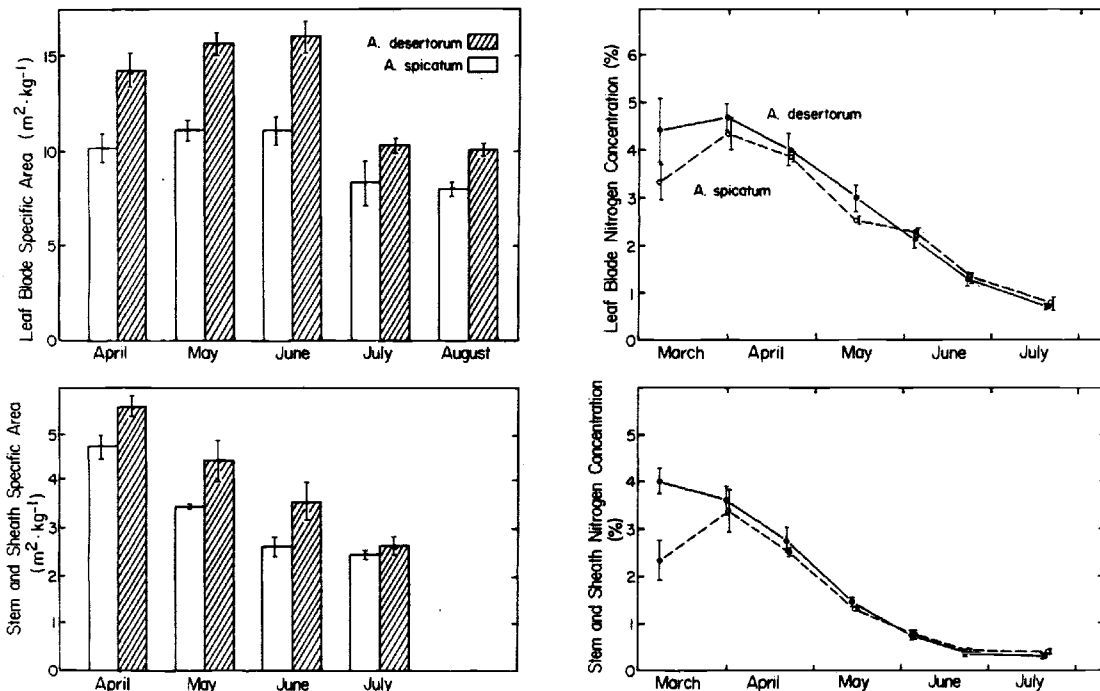 Leaf Blade Specific Area (m²·kg⁻¹)
15
10
5
0
A. desertorum
A. spicatum
April May June July August
Leaf Blade Nitrogen Concentration (%)
6
5
4
3
2
1
0
A. desertorum
A. spicatum
March April May June July
Stem and Sheath Specific Area
(m²·kg⁻¹)
5
4
3
2
1
0
April May June July
Stem and Sheath Nitrogen Concentration
(%)
5
4
3
2
1
0
March April May June July